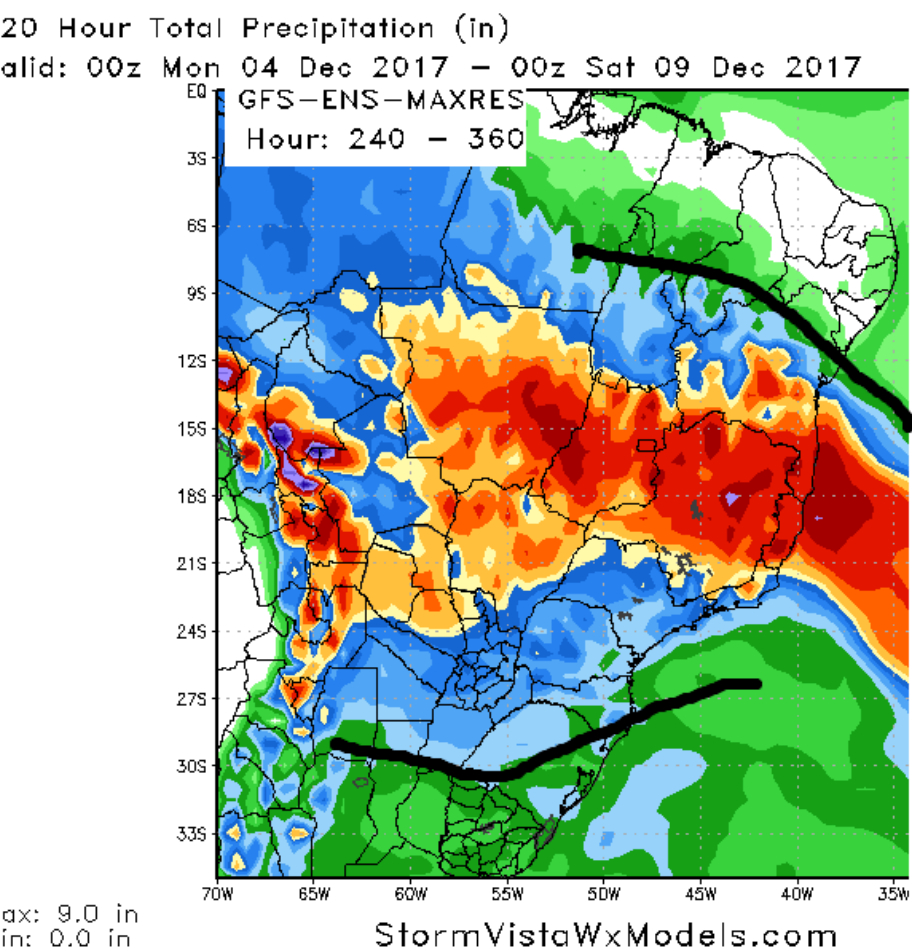 20 Hour Total Precipitation (in)
alid: 00z Mon 04 Dec 2017 – 00z Sat 09 Dec 2017
EQ
GFS–ENS–MAXRES
Hour: 240 – 360
3S
6S
9S
12S
15S
18S
21S
24S
27S
30S
33S
70W 65W 60W 55W 50W 45W 40W 35W
ax: 9.0 in
in: 0.0 in
StormVistaWxModels.com